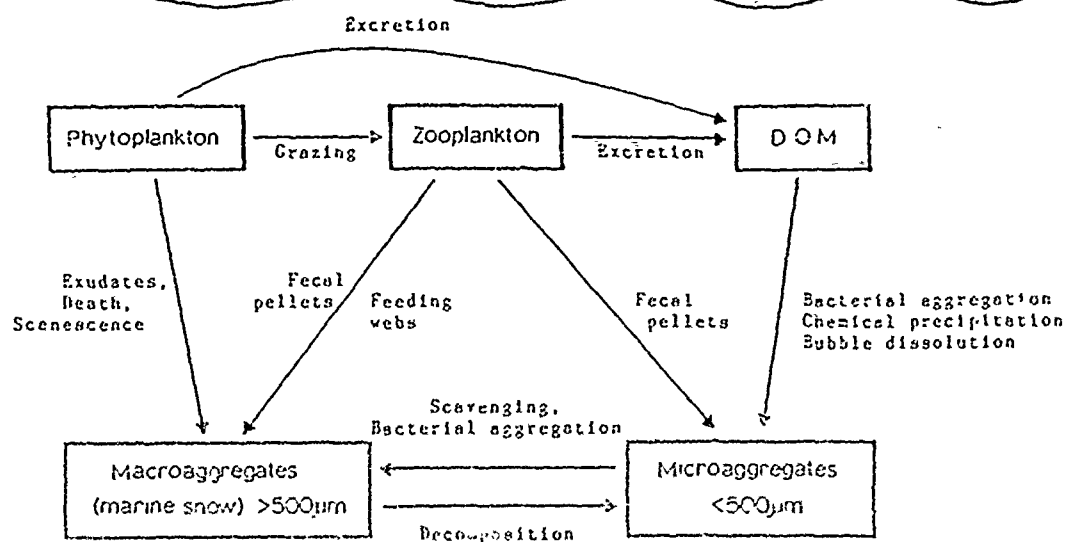 Excretion
Phytoplankton
Grazing
Zooplankton
Excretion
DOM
Exudates,
Death,
Scenescence
Fecal
pellets
Feeding
webs
Fecal
pellets
Bacterial aggregation
Chemical precipitation
Bubble dissolution
Scavenging,
Bacterial aggregation
Macroaggregates
(marine snow) >500µm
Microaggregates
<500µm
Decomposition